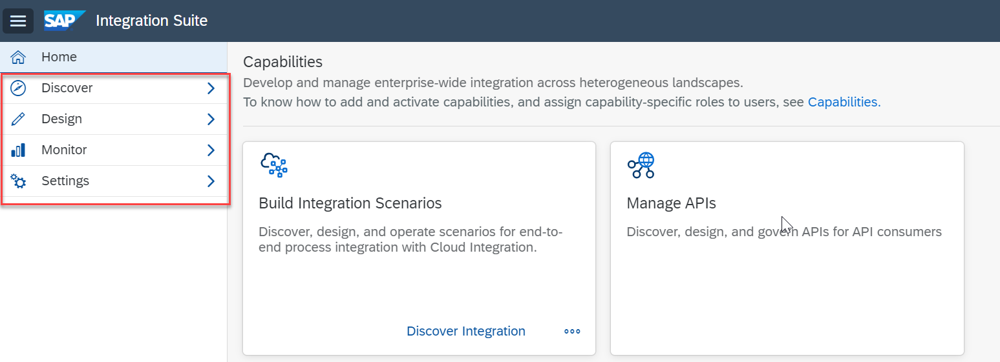 SAP Integration Suite
Home
Discover
Design
Monitor
Settings
Capabilities
Develop and manage enterprise-wide integration across heterogeneous landscapes.
To know how to add and activate capabilities, and assign capability-specific roles to users, see Capabilities.
Build Integration Scenarios
Discover, design, and operate scenarios for end-to-
end process integration with Cloud Integration.
Discover Integration
Manage APIs
Discover, design, and govern APIs for API consumers